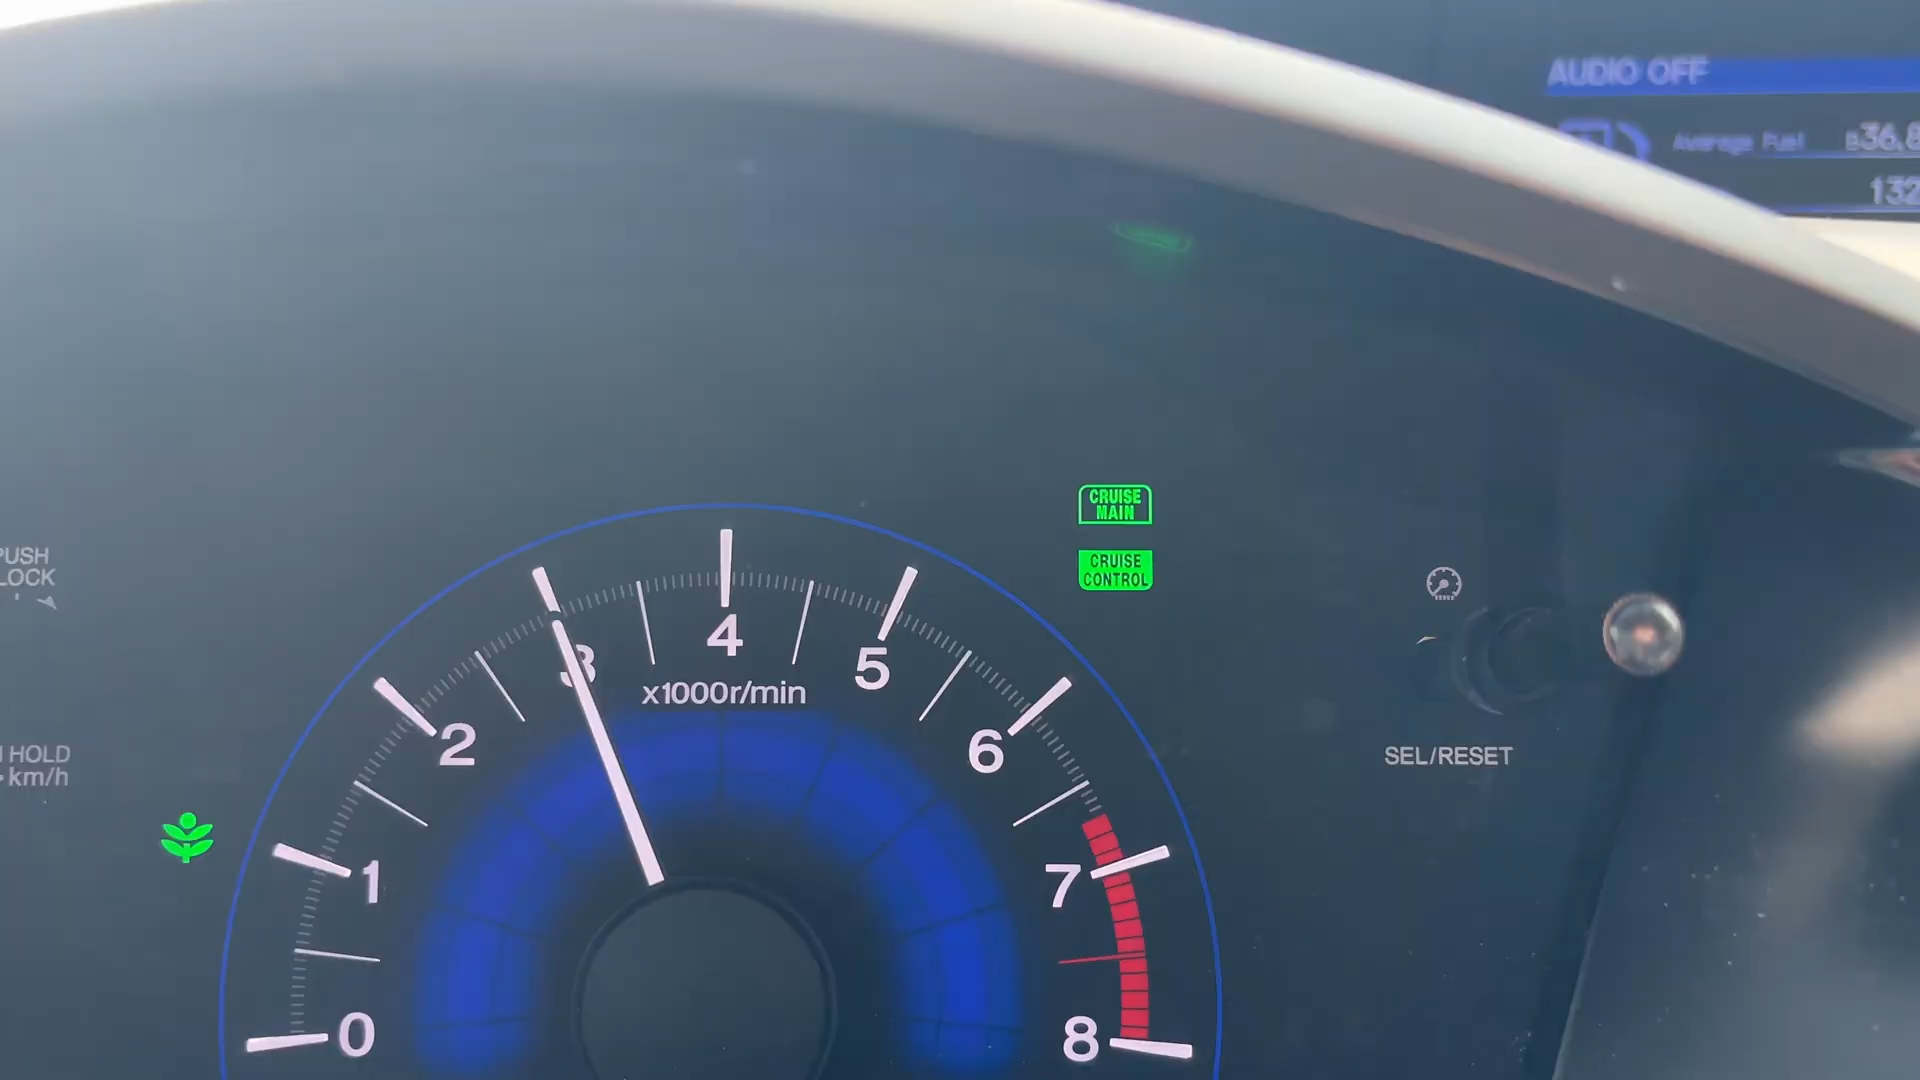 AUDIO OFF
Average Fuel
36.8
132
CRUISE
MAIN
CRUISE
CONTROL
PUSH
LOCK
4
3
5
x1000r/min
2
6
HOLD
km/h
SEL/RESET
1
7
0
8